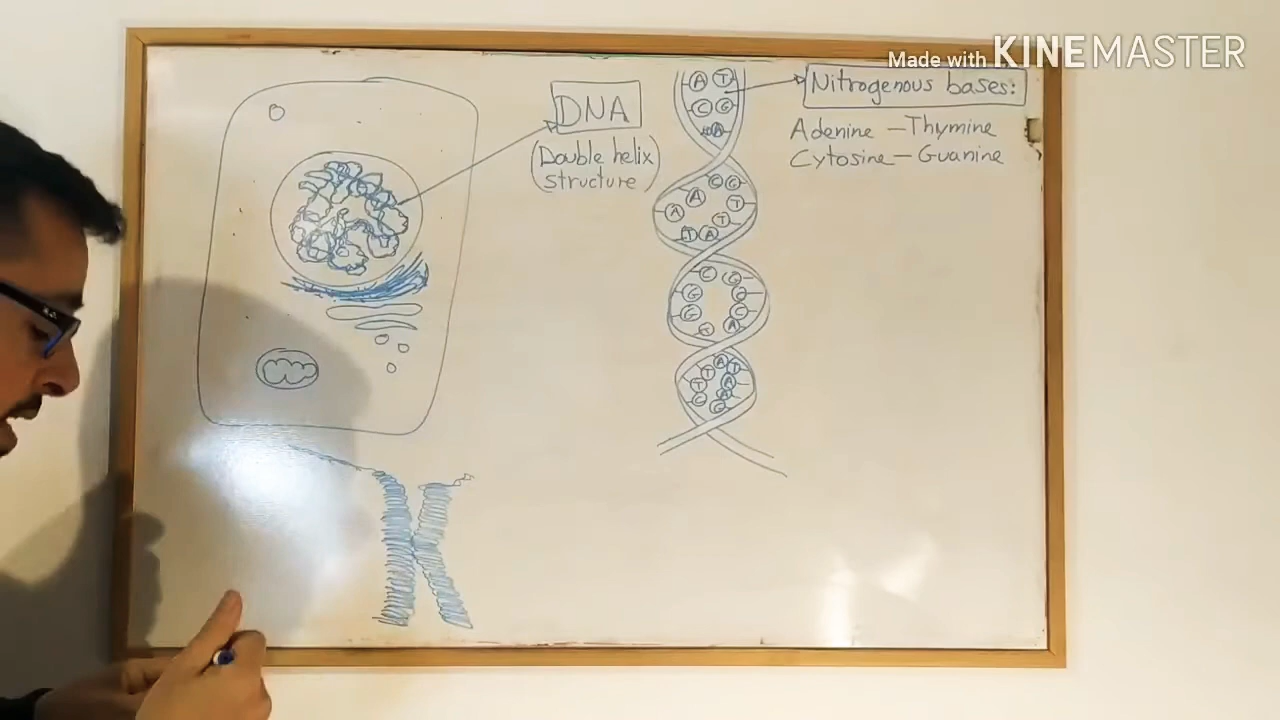 Made with KINEMASTER
DNA
(Double helix
structure)
Nitrogenous bases:
Adenine – Thymine
Cytosine – Guanine
A T
C G
A
C G
A
A T
T
T A
C G
G C
G C
T A
A
T T
T A
C A
G